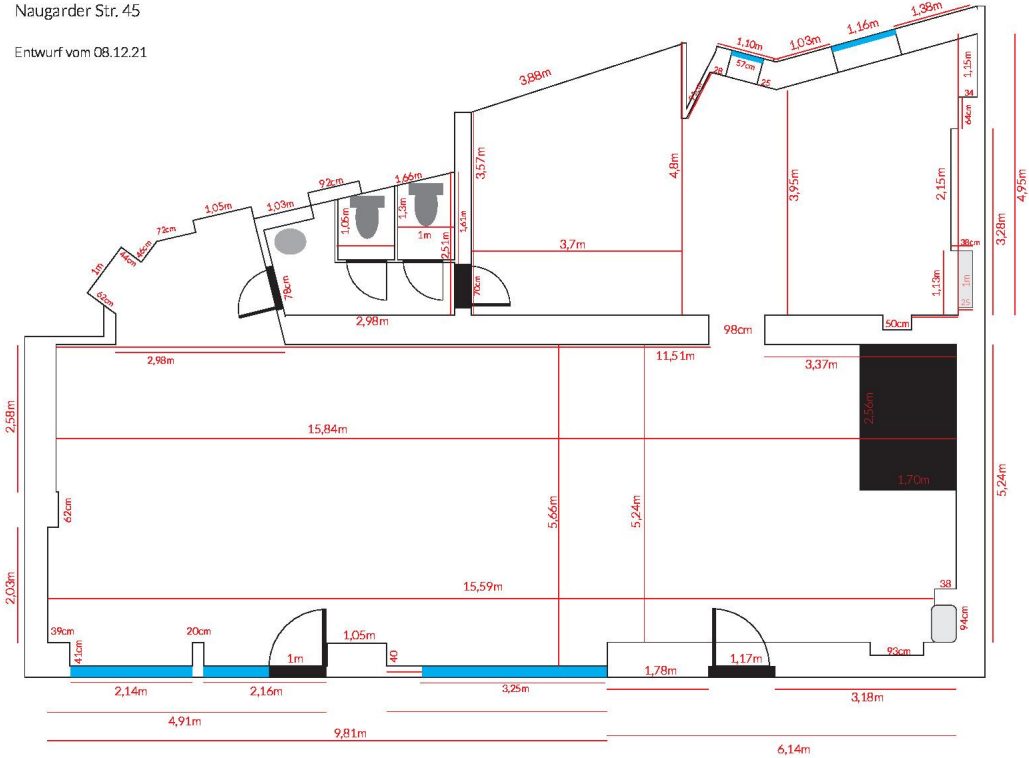 Naugarder Str. 45
Entwurf vom 08.12.21
1,38m
1,16m
1,03m
1,10m
57cm
28
25
1,15m
34
64cm
3,88m
3,57m
4,8m
3,95m
2,15m
4,95m
3,28m
92cm
1,66m
1,05m
1,03m
72cm
46cm
44cm
1m
62cm
1,05m
1,3m
1m
1,61m
2,51m
3,7m
38cm
1,13m
1m
25
78cm
70cm
2,98m
98cm
50cm
2,98m
11,51m
3,37m
2,58m
2,56m
15,84m
1,70m
5,24m
62cm
5,66m
5,24m
2,03m
15,59m
38
94cm
39cm
20cm
1,05m
41cm
1m
40
1,17m
93cm
2,14m
2,16m
3,25m
1,78m
3,18m
4,91m
9,81m
6,14m